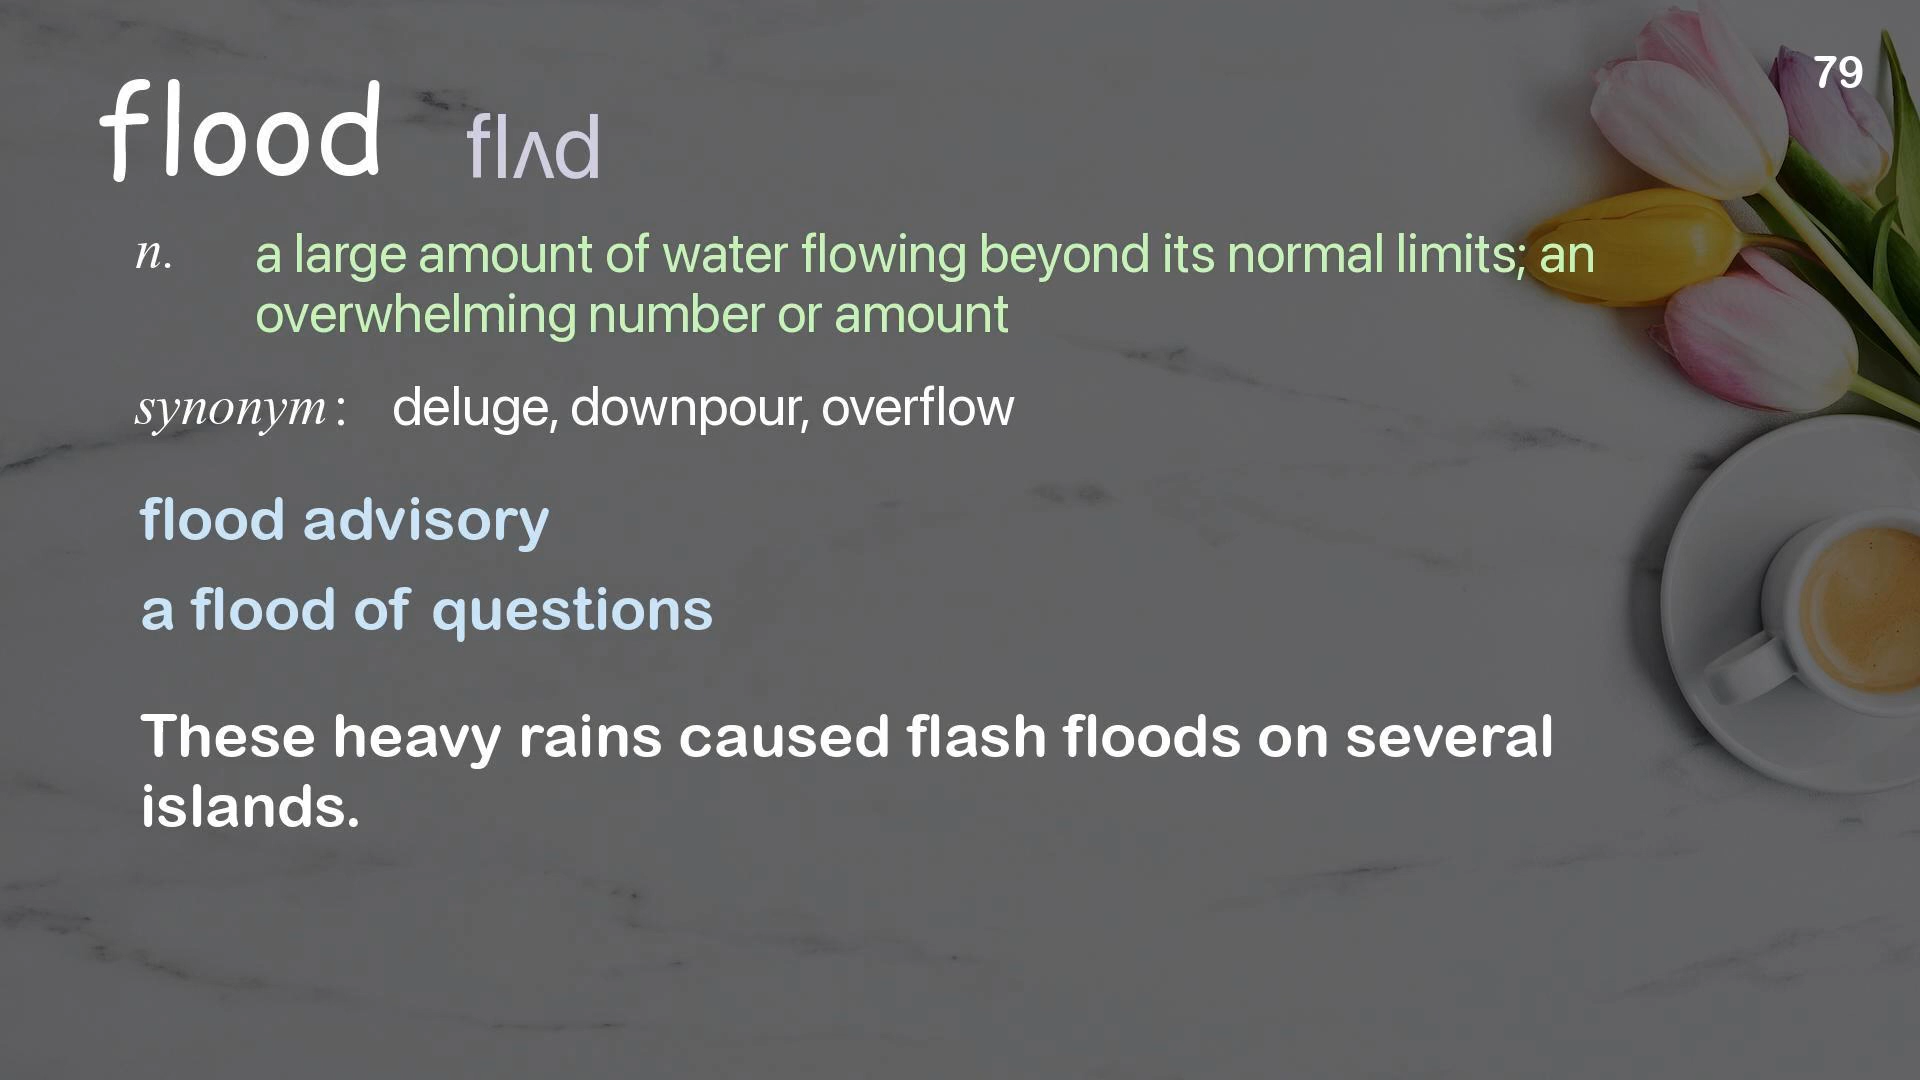 79
flood flʌd
n. a large amount of water flowing beyond its normal limits; an
overwhelming number or amount
synonym : deluge, downpour, overflow
flood advisory
a flood of questions
These heavy rains caused flash floods on several
islands.